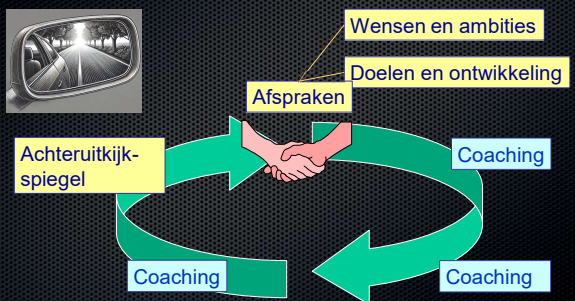 Wensen en ambities
Doelen en ontwikkeling
Afspraken
Achteruitkijk-
spiegel
Coaching
Coaching
Coaching